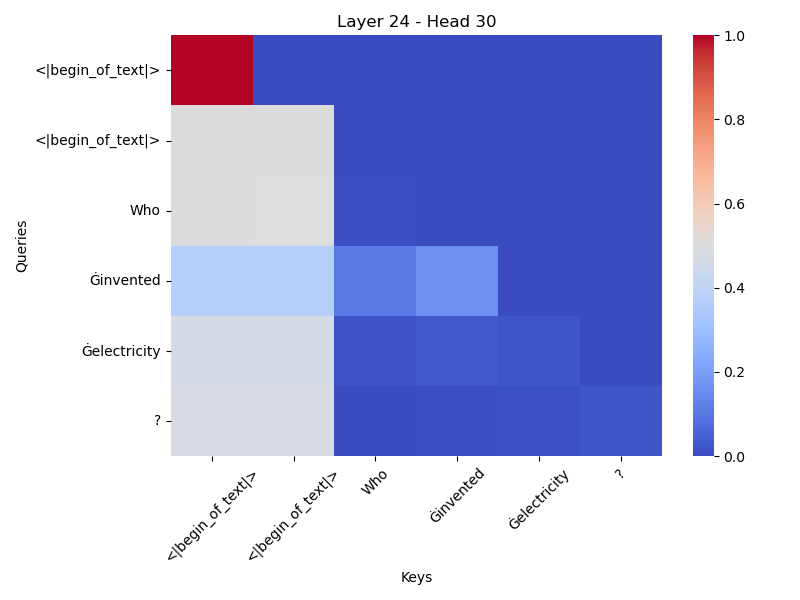 Layer 24 - Head 30
<|begin_of_text|>
<|begin_of_text|>
Who
Ġinvented
Ġelectricity
?
Queries
<|begin_of_text|>
<|begin_of_text|>
Who
Ġinvented
Ġelectricity
?
Keys
1.0
0.8
0.6
0.4
0.2
0.0